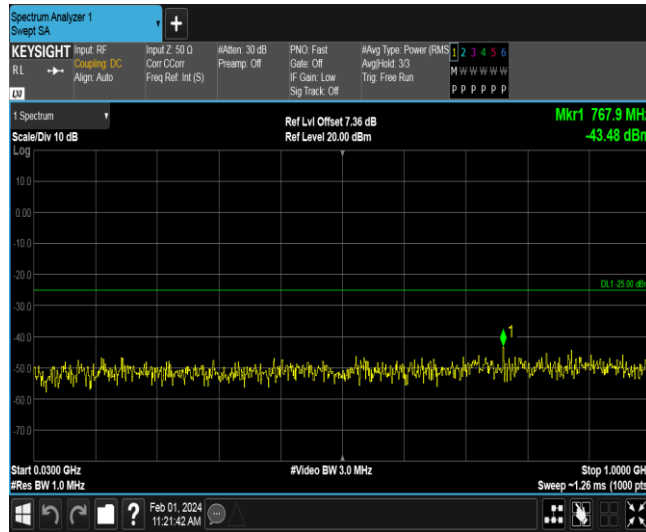 Spectrum Analyzer 1
Swept SA
+
KEYSIGHT
RL
LXI
Input: RF
Coupling: DC
Align: Auto
Input Z: 50 Ω
Corr CCorr
Freq Ref: Int (S)
#Atten: 30 dB
Preamp: Off
PNO: Fast
Gate: Off
IF Gain: Low
Sig Track: Off
#Avg Type: Power (RMS
Avg|Hold: 3/3
Trig: Free Run
1 2 3 4 5 6
M W W W W W
P P P P P P
1 Spectrum
Scale/Div 10 dB
Log
Ref Lvl Offset 7.36 dB
Ref Level 20.00 dBm
Mkr1 767.9 MHz
-43.48 dBm
10.0
0.00
-10.0
-20.0
DL1 -25.00 dBm
-30.0
-40.0
1
-50.0
-60.0
-70.0
Start 0.0300 GHz
#Res BW 1.0 MHz
#Video BW 3.0 MHz
Stop 1.0000 GH
Sweep ~1.26 ms (1000 pts
?
Feb 01, 2024
11:21:42 AM